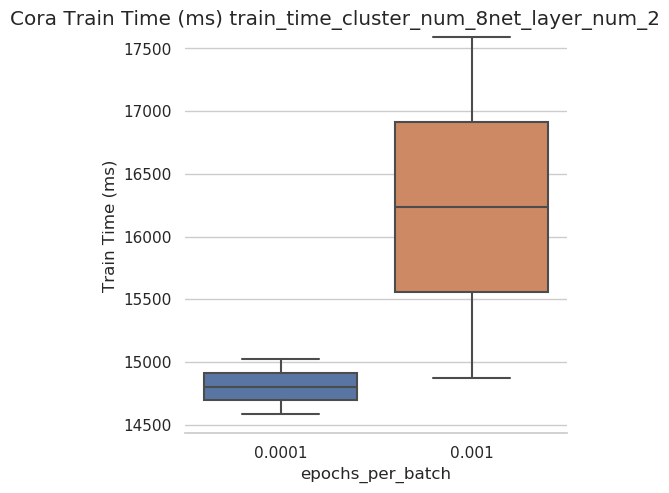 Cora Train Time (ms) train_time_cluster_num_8net_layer_num_2
17500
17000
16500
16000
15500
15000
14500
Train Time (ms)
0.0001 0.001
epochs_per_batch